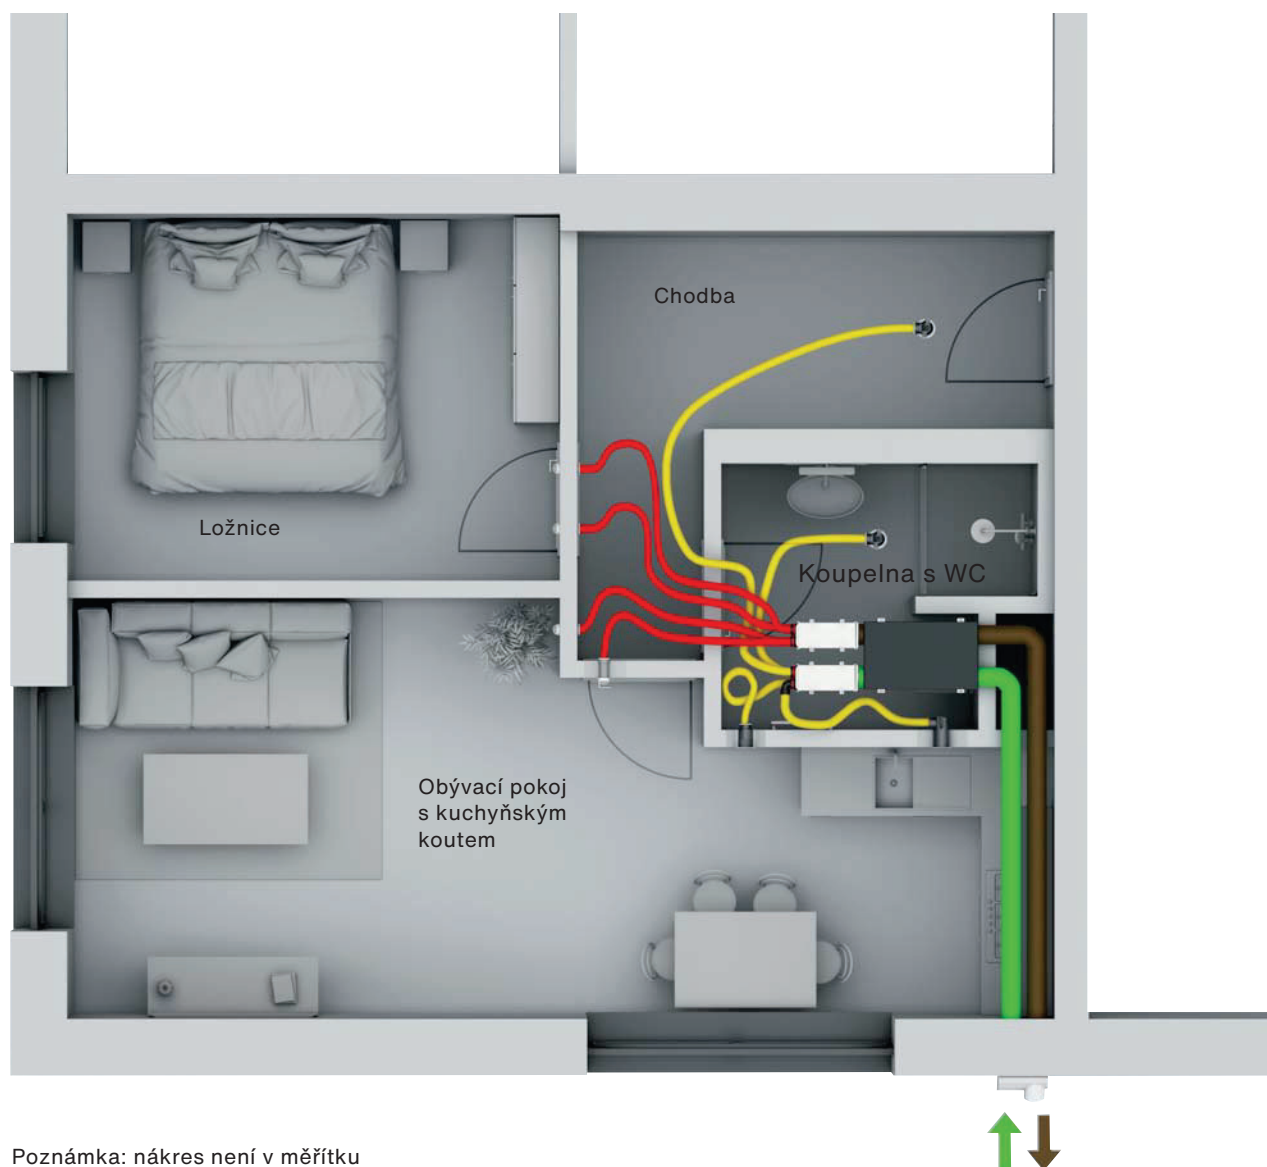 Chodba
Ložnice
Koupelna s WC
Obývací pokoj
s kuchyňským
koutem
Poznámka: nákres není v měřítku